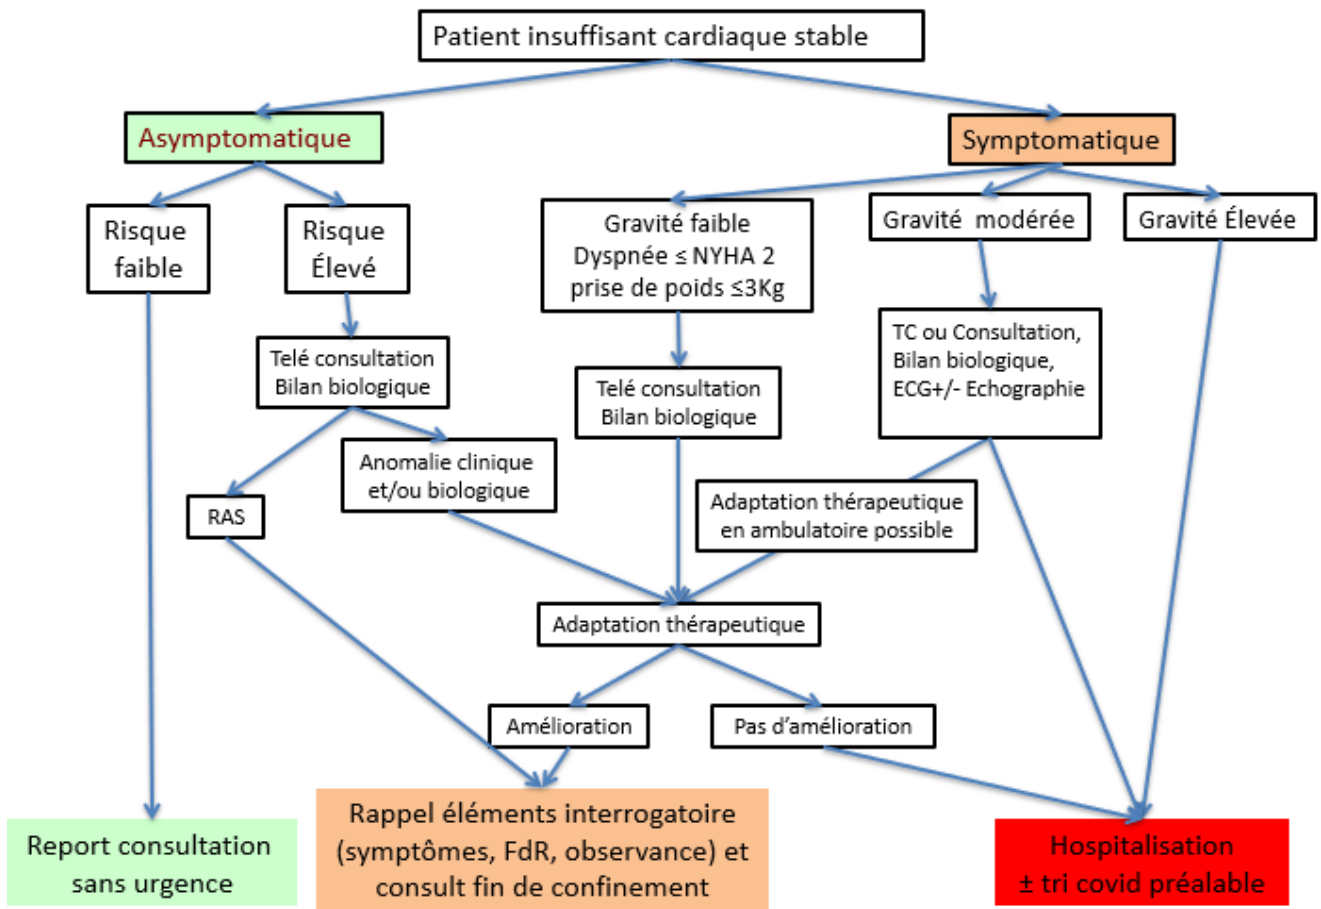 Patient insuffisant cardiaque stable
Asymptomatique
Symptomatique
Risque
faible
Risque
Élevé
Gravité faible
Dyspnée ≤ NYHA 2
prise de poids ≤3Kg
Gravité modérée
Gravité Élevée
Telé consultation
Bilan biologique
Telé consultation
Bilan biologique
TC ou Consultation,
Bilan biologique,
ECG+/- Echographie
RAS
Anomalie clinique
et/ou biologique
Adaptation thérapeutique
en ambulatoire possible
Adaptation thérapeutique
Amélioration
Pas d'amélioration
Report consultation
sans urgence
Rappel éléments interrogatoire
(symptômes, FdR, observance) et
consult fin de confinement
Hospitalisation
± tri covid préalable